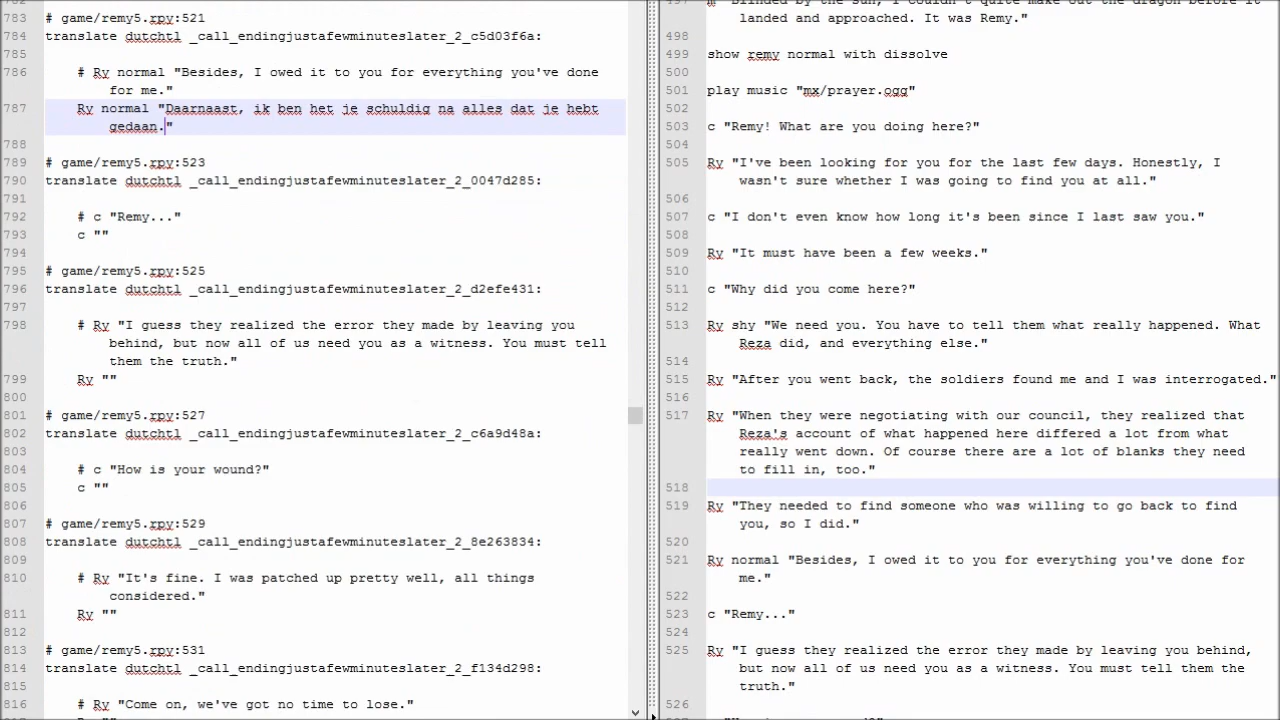 783 # game/remy5.rpy:521
784 translate dutchtl _call_endingjustafewminuteslater_2_c5d03f6a:
785
786 # Ry normal "Besides, I owed it to you for everything you've done
for me."
787 Ry normal "Daarnaast, ik ben het je schuldig na alles dat je hebt
gedaan."
788
789 # game/remy5.rpy:523
790 translate dutchtl _call_endingjustafewminuteslater_2_0047d285:
791
792 # c "Remy..."
793 c ""
794
795 # game/remy5.rpy:525
796 translate dutchtl _call_endingjustafewminuteslater_2_d2efe431:
797
798 # Ry "I guess they realized the error they made by leaving you
behind, but now all of us need you as a witness. You must tell
them the truth."
799 Ry ""
800
801 # game/remy5.rpy:527
802 translate dutchtl _call_endingjustafewminuteslater_2_c6a9d48a:
803
804 # c "How is your wound?"
805 c ""
806
807 # game/remy5.rpy:529
808 translate dutchtl _call_endingjustafewminuteslater_2_8e263834:
809
810 # Ry "It's fine. I was patched up pretty well, all things
considered."
811 Ry ""
812
813 # game/remy5.rpy:531
814 translate dutchtl _call_endingjustafewminuteslater_2_f134d298:
815
816 # Ry "Come on, we've got no time to lose."
m "Blinded by the sun, I couldn't quite make out the dragon before it
landed and approached. It was Remy."
498
499 show remy normal with dissolve
500
501 play music "mx/prayer.ogg"
502
503 c "Remy! What are you doing here?"
504
505 Ry "I've been looking for you for the last few days. Honestly, I
wasn't sure whether I was going to find you at all."
506
507 c "I don't even know how long it's been since I last saw you."
508
509 Ry "It must have been a few weeks."
510
511 c "Why did you come here?"
512
513 Ry shy "We need you. You have to tell them what really happened. What
Reza did, and everything else."
514
515 Ry "After you went back, the soldiers found me and I was interrogated."
516
517 Ry "When they were negotiating with our council, they realized that
Reza's account of what happened here differed a lot from what
really went down. Of course there are a lot of blanks they need
to fill in, too."
518
519 Ry "They needed to find someone who was willing to go back to find
you, so I did."
520
521 Ry normal "Besides, I owed it to you for everything you've done for
me."
522
523 c "Remy..."
524
525 Ry "I guess they realized the error they made by leaving you behind,
but now all of us need you as a witness. You must tell them the
truth."
526